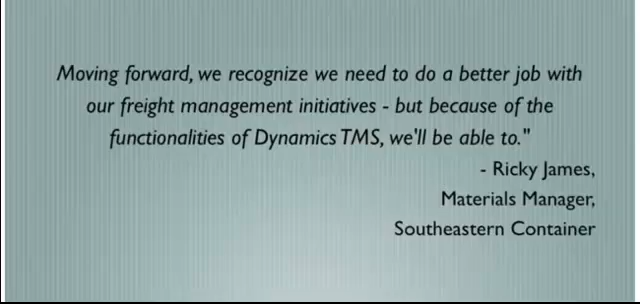 Moving forward, we recognize we need to do a better job with
our freight management initiatives - but because of the
functionalities of Dynamics TMS, we'll be able to."
- Ricky James,
Materials Manager,
Southeastern Container